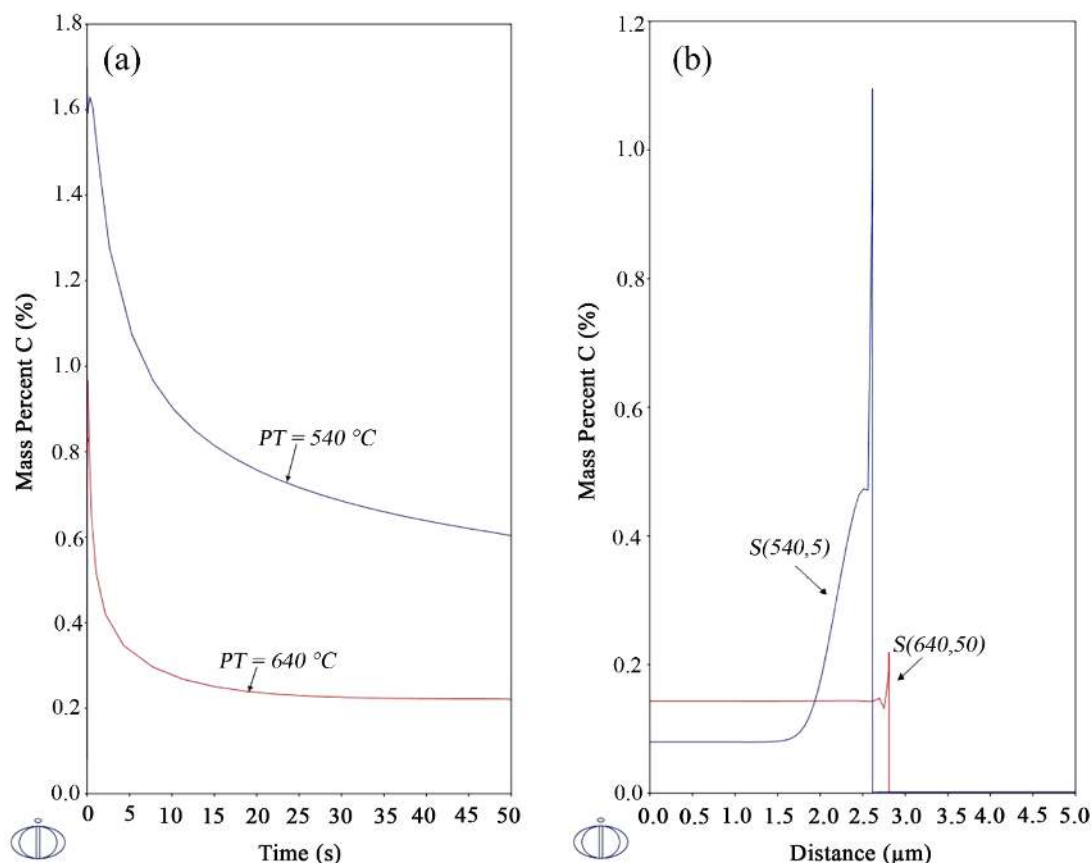 (a)
1.8
1.6
1.4
1.2
1.0
0.8
0.6
0.4
0.2
0.0
Mass Percent C (%)
PT = 540 °C
PT = 640 °C
0 5 10 15 20 25 30 35 40 45 50
Time (s)
(b)
1.2
1.0
0.8
0.6
0.4
0.2
0.0
Mass Percent C (%)
S(540,5)
S(640,50)
0.0 0.5 1.0 1.5 2.0 2.5 3.0 3.5 4.0 4.5 5.0
Distance (µm)